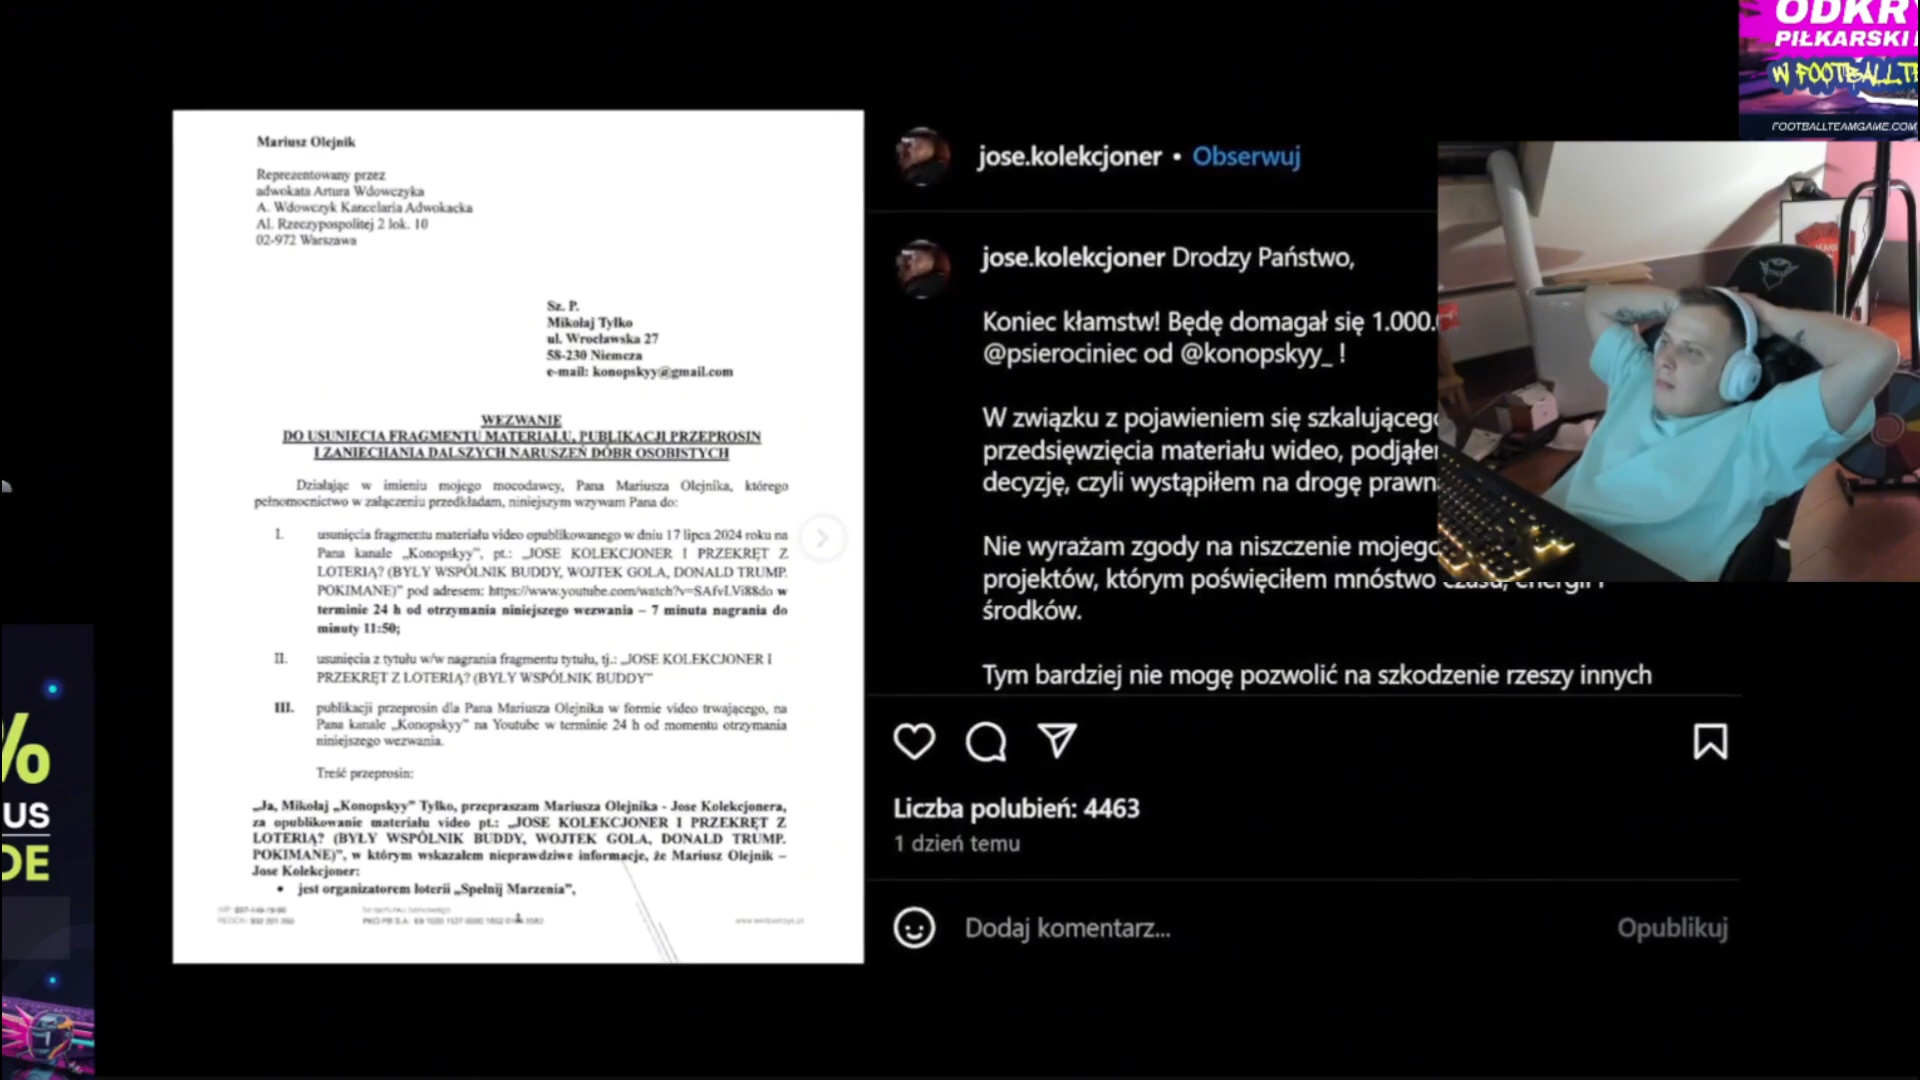 Mariusz Olejnik
Reprezentowany przez
adwokata Artura Wdowczyka
A. Wdowczyk Kancelaria Adwokacka
Al. Rzeczypospolitej 2 lok. 10
02-972 Warszawa
Sz. P.
Mikołaj Tylko
ul. Wrocławska 27
58-230 Niemcza
e-mail: konopskyy@gmail.com
WEZWANIE
DO USUNIĘCIA FRAGMENTU MATERIAŁU, PUBLIKACJI PRZEPROSIN
I ZANIECHANIA DALSZYCH NARUSZEŃ DÓBR OSOBISTYCH
Działając w imieniu mojego mocodawcy, Pana Mariusza Olejnika, którego
pełnomocnictwo w załączeniu przedkładam, niniejszym wzywam Pana do:
I. usunięcia fragmentu materiału video opublikowanego w dniu 17 lipca 2024 roku na
Pana kanale „Konopskyy”, pt.: „JOSE KOLEKCJONER I PRZEKRĘT Z
LOTERIĄ? (BYŁY WSPÓLNIK BUDDY, WOJTEK GOLA, DONALD TRUMP.
POKIMANE)” pod adresem: https://www.youtube.com/watch?v=SAfvLVi88do w
terminie 24 h od otrzymania niniejszego wezwania – 7 minuta nagrania do
minuty 11:50;
II. usunięcia z tytułu w/w nagrania fragmentu tytułu, tj.: „JOSE KOLEKCJONER I
PRZEKRĘT Z LOTERIĄ? (BYŁY WSPÓLNIK BUDDY”
III. publikacji przeprosin dla Pana Mariusza Olejnika w formie video trwającego, na
Pana kanale „Konopskyy” na Youtube w terminie 24 h od momentu otrzymania
niniejszego wezwania.
Treść przeprosin:
„Ja, Mikołaj „Konopskyy” Tylko, przepraszam Mariusza Olejnika - Jose Kolekcjonera,
za opublikowanie materiału video pt.: „JOSE KOLEKCJONER I PRZEKRĘT Z
LOTERIĄ? (BYŁY WSPÓLNIK BUDDY, WOJTEK GOLA, DONALD TRUMP.
POKIMANE)”, w którym wskazałem nieprawdziwe informacje, że Mariusz Olejnik –
Jose Kolekcjoner:
• jest organizatorem loterii „Spełnij Marzenia”,
jose.kolekcjoner • Obserwuj
jose.kolekcjoner Drodzy Państwo,
Koniec kłamstw! Będę domagał się 1.000.
@psierociniec od @konopskyy_ !
W związku z pojawieniem się szkalująceg
przedsięwzięcia materiału wideo, podjąłe
decyzję, czyli wystąpiłem na drogę prawn
Nie wyrażam zgody na niszczenie mojego
projektów, którym poświęciłem mnóstwo czasu, energii i
środków.
Tym bardziej nie mogę pozwolić na szkodzenie rzeszy innych
Liczba polubień: 4463
1 dzień temu
Dodaj komentarz...
Opublikuj
ODKR
PIŁKARSKI
W FOOTBALLTE
FOOTBALLTEAMGAME.COM
%
US
DE